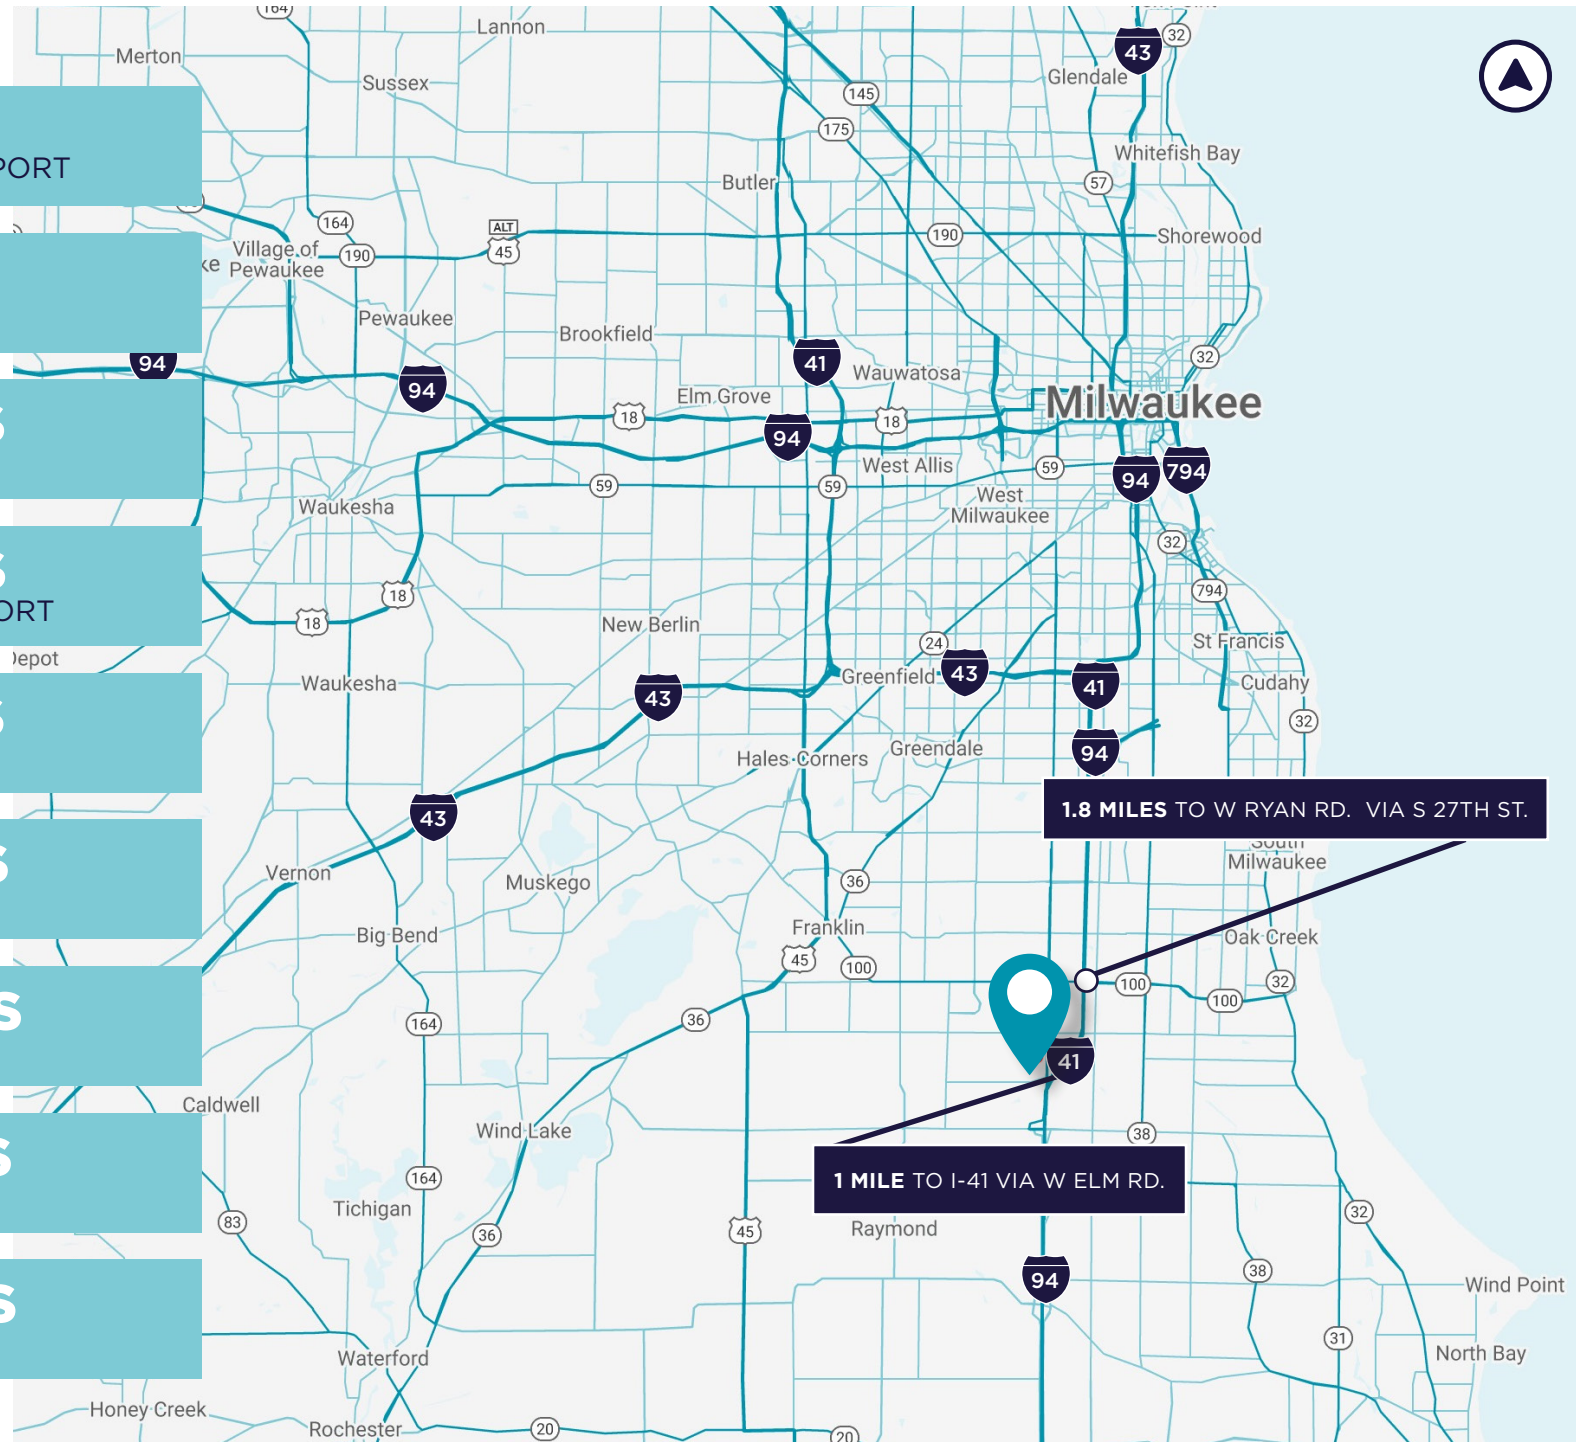 164
Lannon
43
32
Merton
Glendale
Sussex
145
175
PORT
Whitefish Bay
Butler
57
164
ALT
45
190
Shorewood
Village of
Pewaukee
190
ke
Pewaukee
Brookfield
94
41
32
Wauwatosa
94
Elm Grove
Milwaukee
18
18
S
94
West Allis
59
94
794
59
59
West
Milwaukee
Waukesha
32
S
18
794
ORT
18
New Berlin
24
St Francis
Depot
Waukesha
43
Greenfield
43
41
Cudahy
S
32
Hales Corners
Greendale
94
1.8 MILES TO W RYAN RD. VIA S 27TH ST.
43
South
Milwaukee
S
Vernon
Muskego
36
Franklin
Big Bend
Oak Creek
45
100
100
32
100
S
164
36
41
Caldwell
Wind Lake
38
S
164
1 MILE TO I-41 VIA W ELM RD.
Tichigan
83
36
45
Raymond
32
38
94
Wind Point
S
31
Waterford
North Bay
Honey Creek
Rochester
20
20